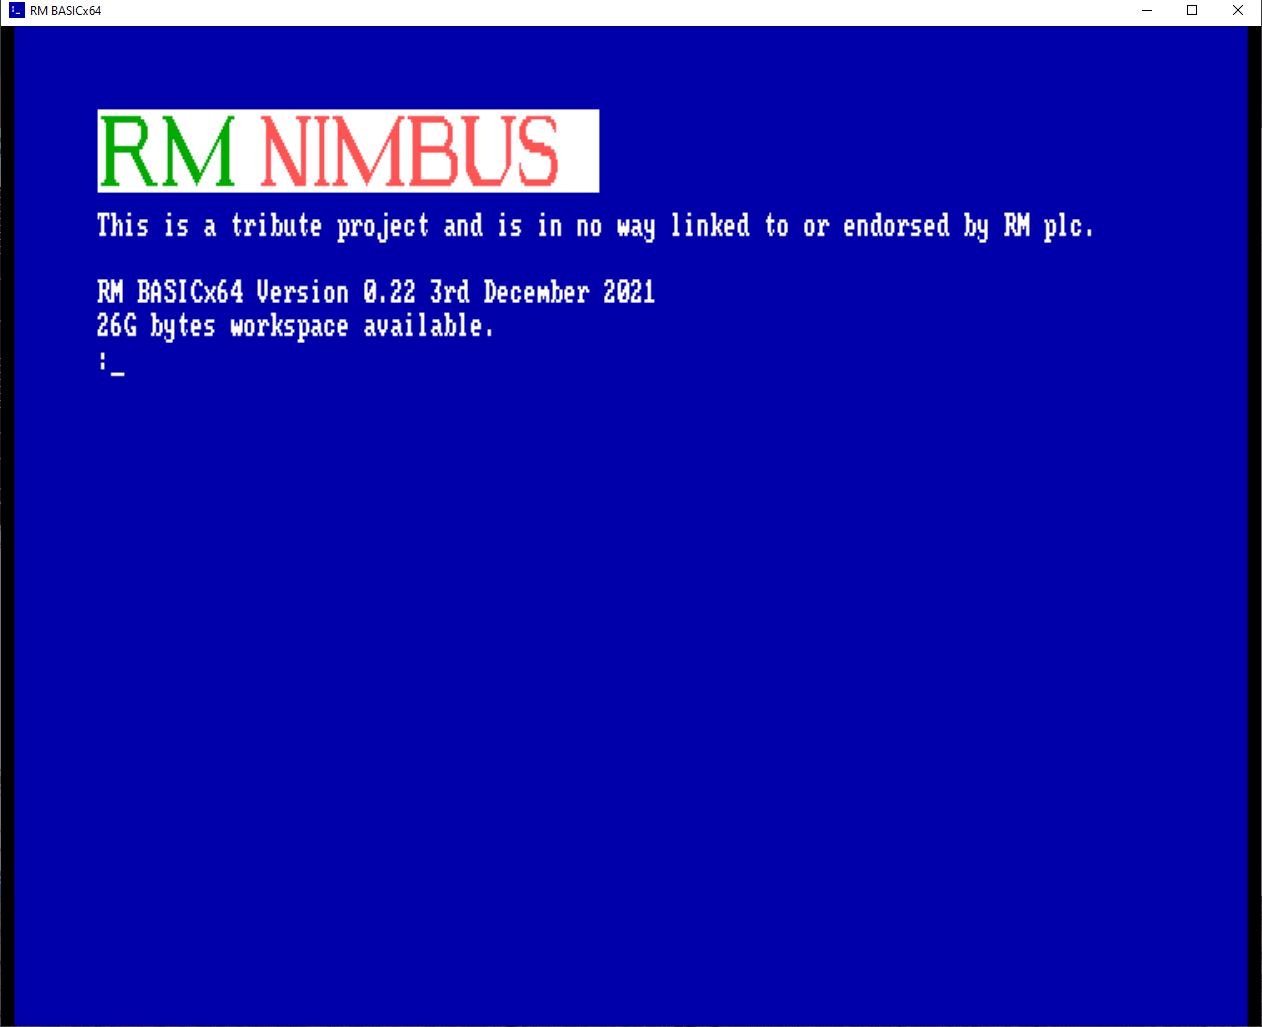 RM BASICx64
RM NIMBUS
This is a tribute project and is in no way linked to or endorsed by RM plc.
RM BASICx64 Version 0.22 3rd December 2021
26G bytes workspace available.
:_